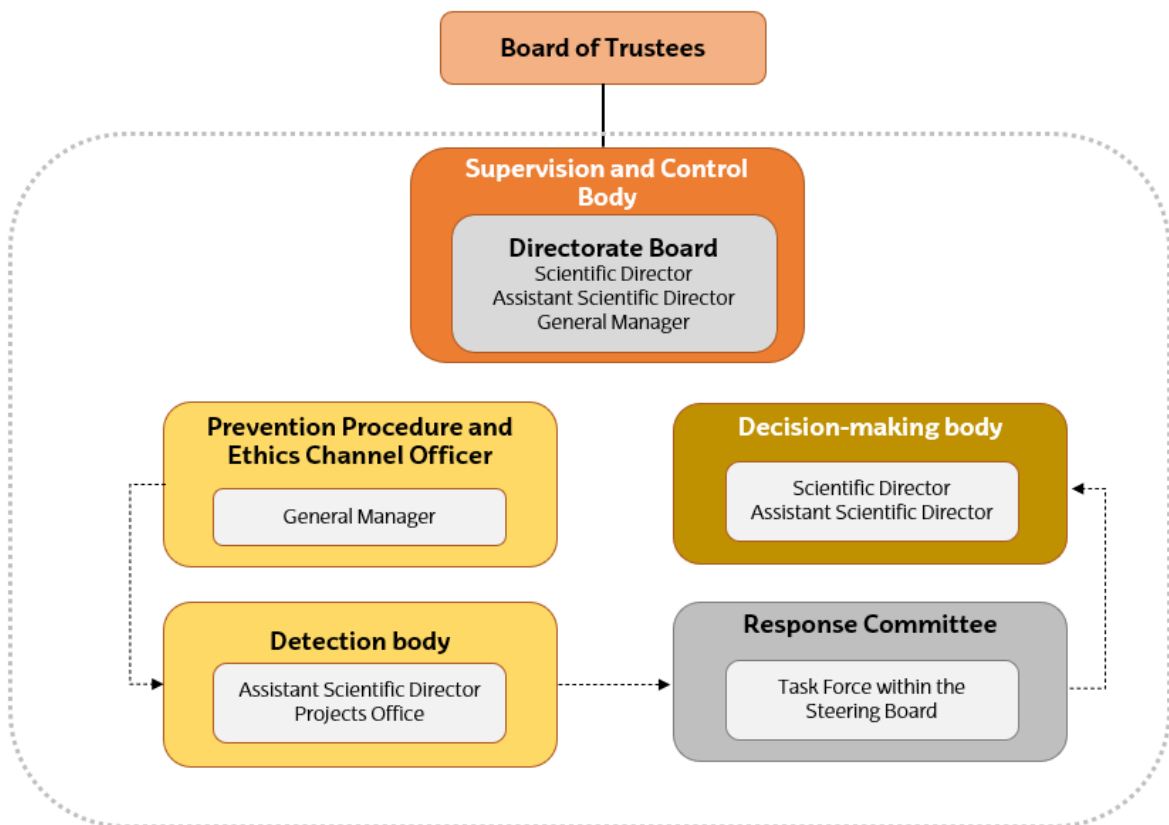 Board of Trustees
Supervision and Control
Body
Directorate Board
Scientific Director
Assistant Scientific Director
General Manager
Prevention Procedure and
Ethics Channel Officer
General Manager
Decision-making body
Scientific Director
Assistant Scientific Director
Detection body
Assistant Scientific Director
Projects Office
Response Committee
Task Force within the
Steering Board